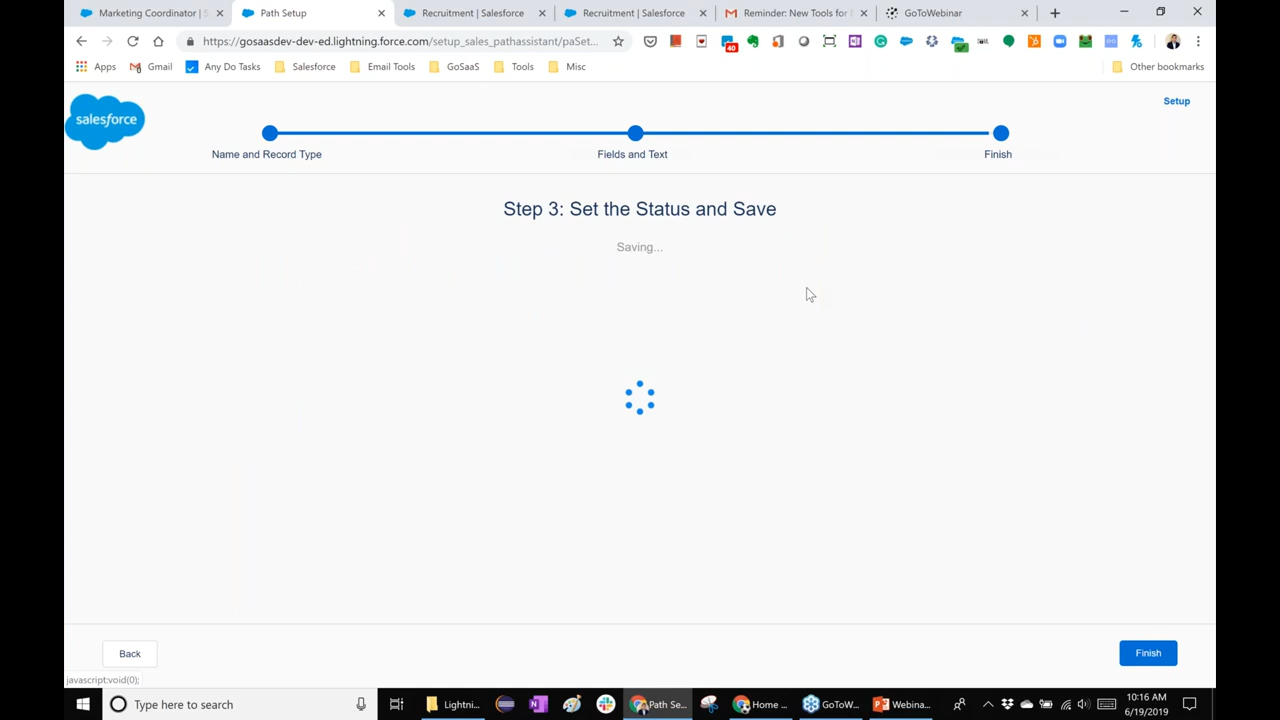 Marketing Coordinator | S
Path Setup
Recruitment | Salesforce
Recruitment | Salesforce
Reminder: New Tools for
GoToWebinar
https://gosaasdev-dev-ed.lightning.force.com/setup_sales_pathassistant/paSet...
40
Apps
Gmail
Any Do Tasks
Salesforce
Email Tools
GoSaaS
Tools
Misc
Other bookmarks
salesforce
Setup
Name and Record Type
Fields and Text
Finish
Step 3: Set the Status and Save
Saving...
Back
Finish
javascript:void(0);
Type here to search
Lightni...
Path Se...
Home ...
GoToW...
Webina...
10:16 AM
6/19/2019